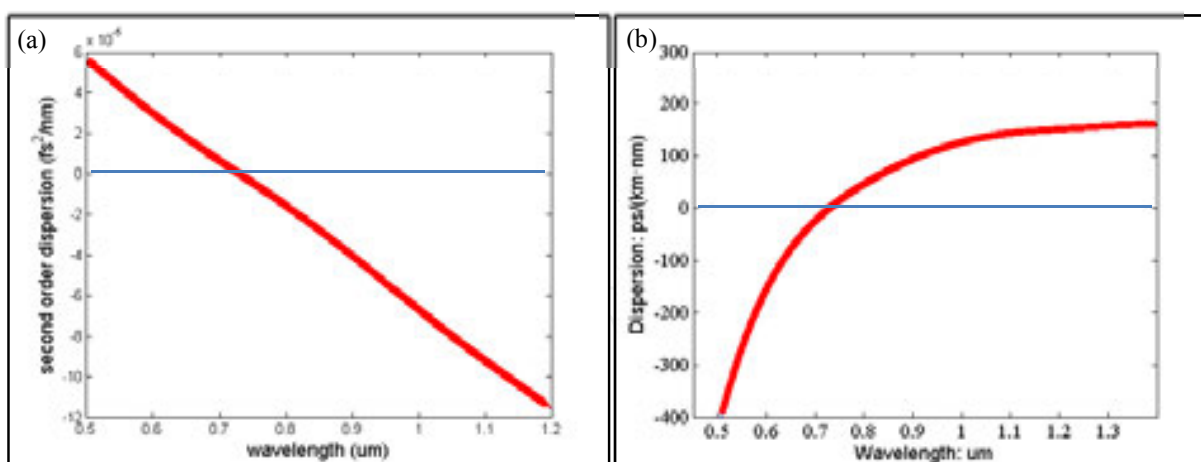 (a)
x 10⁻⁵
second order dispersion (fs²/nm)
6
4
2
0
-2
-4
-6
-8
-10
-12
0.5 0.6 0.7 0.8 0.9 1 1.1 1.2
wavelength (um)
(b)
Dispersion: ps/(km·nm)
300
200
100
0
-100
-200
-300
-400
0.5 0.6 0.7 0.8 0.9 1 1.1 1.2 1.3
Wavelength: um